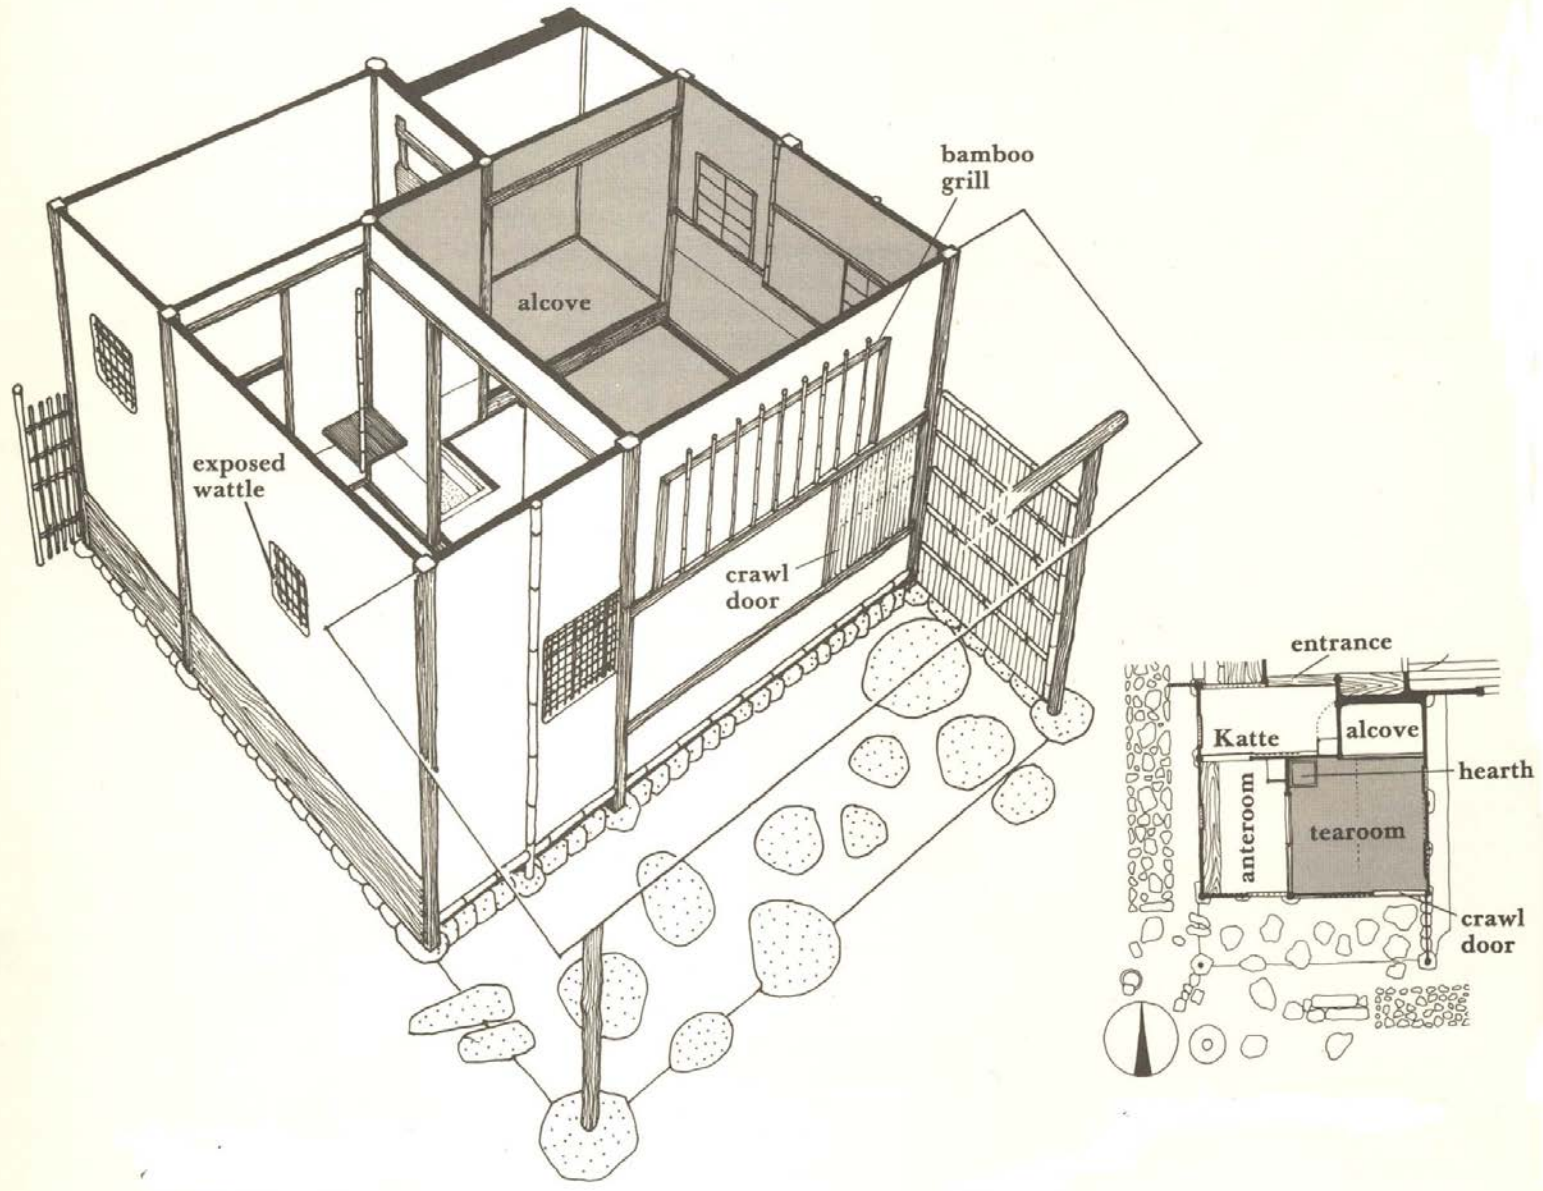 bamboo
grill
alcove
exposed
wattle
crawl
door
entrance
Katte
alcove
hearth
anteroom
tearoom
crawl
door